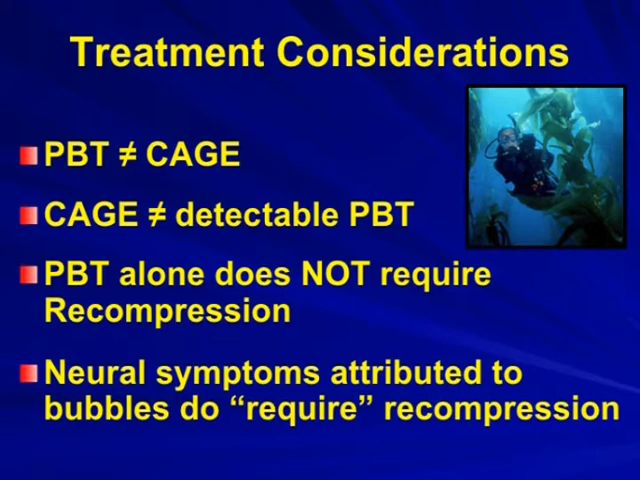 Treatment Considerations
PBT ≠ CAGE
CAGE ≠ detectable PBT
PBT alone does NOT require
Recompression
Neural symptoms attributed to
bubbles do “require” recompression